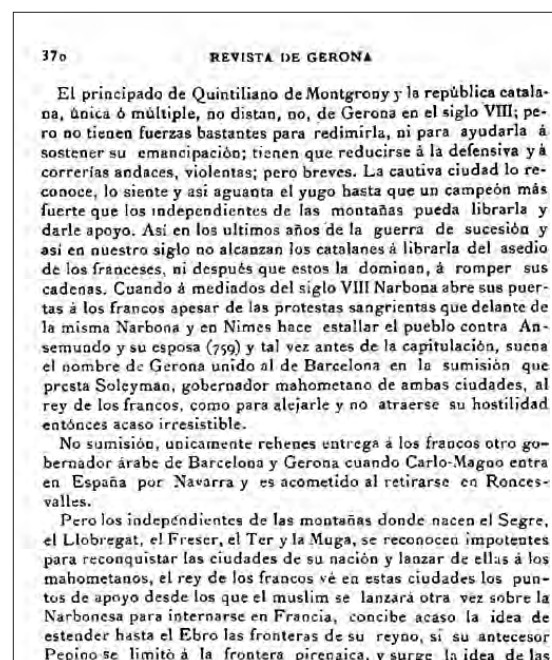 370 REVISTA DE GERONA
El principado de Quintiliano de Montgrony y la república catala-
na, única ó múltiple, no distan, no, de Gerona en el siglo VIII; pe-
ro no tienen fuerzas bastantes para redimirla, ni para ayudarla á
sostener su emancipación; tienen que reducirse á la defensiva y á
correrías andaces, violentas; pero breves. La cautiva ciudad lo re-
conoce, lo siente y asi aguanta el yugo hasta que un campeón más
fuerte que los independientes de las montañas pueda librarla y
darle apoyo. Así en los ultimos años de la guerra de sucesión y
así en nuestro siglo no alcanzan los catalanes á librarla del asedio
de los franceses, ni después que estos la dominan, á romper sus
cadenas. Cuando á mediados del siglo VIII Narbona abre sus puer-
tas á los francos apesar de las protestas sangrientas que delante de
la misma Narbona y en Nimes hace estallar el pueblo contra An-
semundo y su esposa (759) y tal vez antes de la capitulación, suena
el nombre de Gerona unido al de Barcelona en la sumisión que
presta Soleyman, gobernador mahometano de ambas ciudades, al
rey de los francos, como para alejarle y no atraerse su hostilidad
entónces acaso irresistible.
No sumisión, unicamente rehenes entrega á los francos otro go-
bernador árabe de Barcelona y Gerona cuando Carlo-Magno entra
en España por Navarra y es acometido al retirarse en Ronces-
valles.
Pero los independientes de las montañas donde nacen el Segre,
el Llobregat, el Freser, el Ter y la Muga, se reconocen impotentes
para reconquistar las ciudades de su nación y lanzar de ellas á los
mahometanos, el rey de los francos vé en estas ciudades los pun-
tos de apoyo desde los que el muslim se lanzará otra vez sobre la
Narbonesa para internarse en Francia, concibe acaso la idea de
estender hasta el Ebro las fronteras de su reyno, si su antecesor
Pepino se limitò á la frontera pirenaica, y surge la idea de las